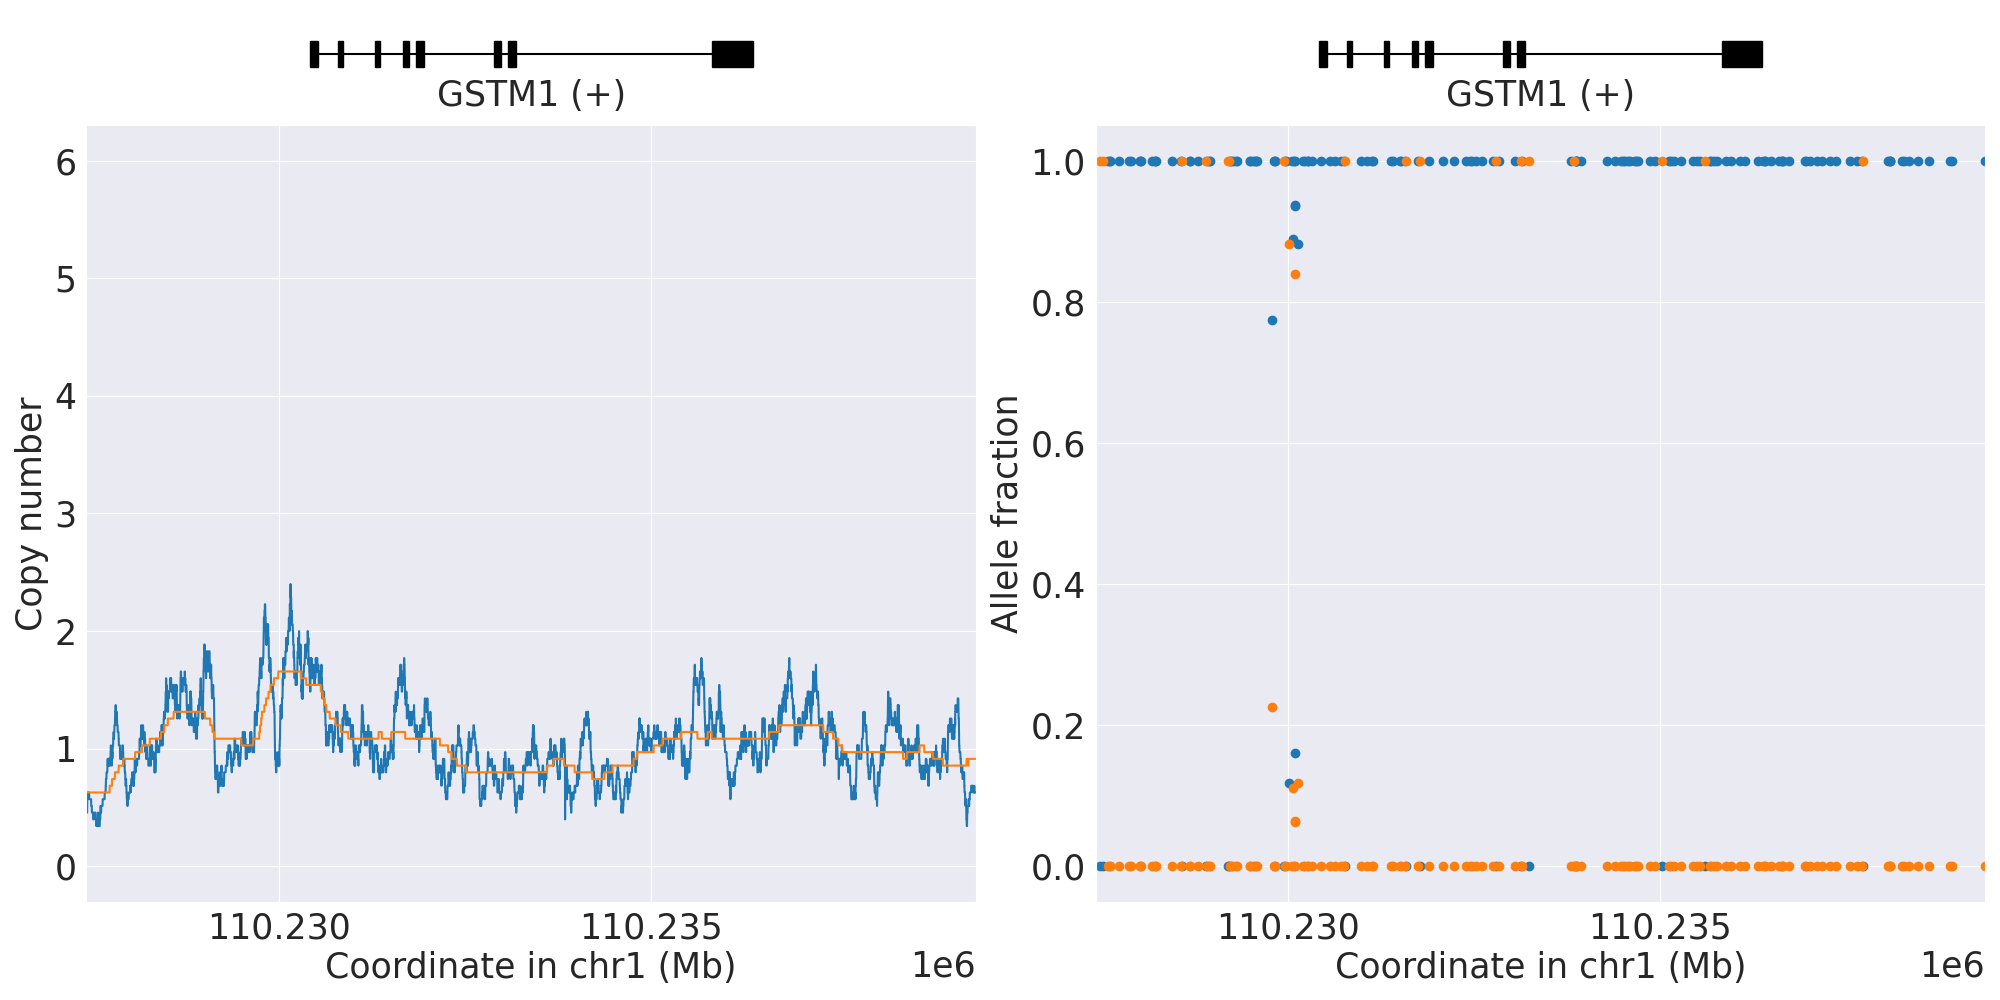 GSTM1 (+)
6
5
4
3
2
1
0
Copy number
110.230
110.235
Coordinate in chr1 (Mb)
1e6
GSTM1 (+)
1.0
0.8
0.6
0.4
0.2
0.0
Allele fraction
110.230
110.235
Coordinate in chr1 (Mb)
1e6